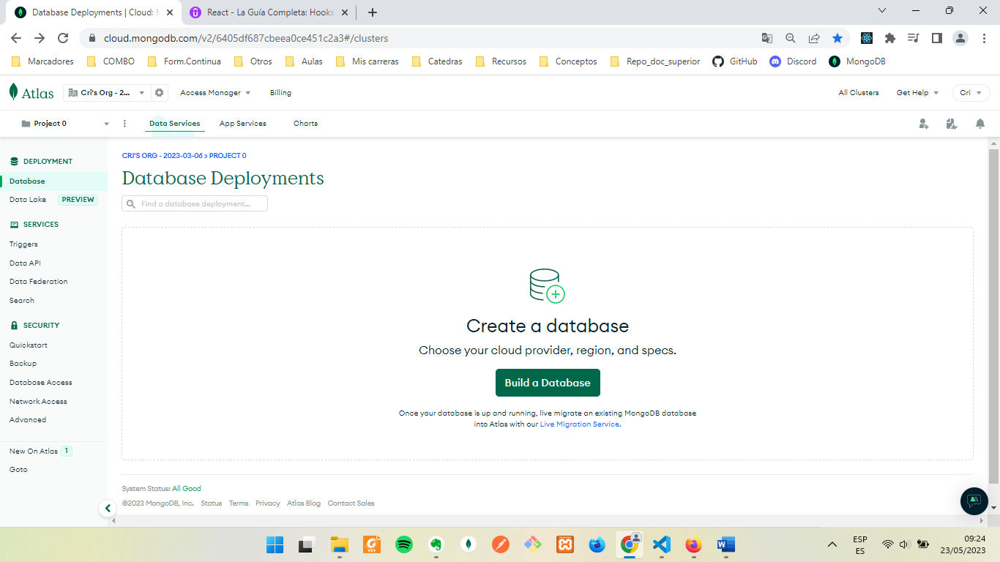 Database Deployments | Cloud: M
React - La Guía Completa: Hooks
cloud.mongodb.com/v2/6405df687cbeea0ce451c2a3#/clusters
Marcadores COMBO Form.Continua Otros Aulas Mis carreras Catedras Recursos Conceptos Repo_doc_superior GitHub Discord MongoDB
Atlas Cri's Org - 2... Access Manager Billing All Clusters Get Help Cri
Project 0 Data Services App Services Charts
DEPLOYMENT
Database
Data Lake PREVIEW
SERVICES
Triggers
Data API
Data Federation
Search
SECURITY
Quickstart
Backup
Database Access
Network Access
Advanced
New On Atlas 1
Goto
CRI'S ORG - 2023-03-06 > PROJECT 0
Database Deployments
Find a database deployment...
Create a database
Choose your cloud provider, region, and specs.
Build a Database
Once your database is up and running, live migrate an existing MongoDB database
into Atlas with our Live Migration Service.
System Status: All Good
©2023 MongoDB, Inc. Status Terms Privacy Atlas Blog Contact Sales
PDF
ESP
ES
09:24
23/05/2023